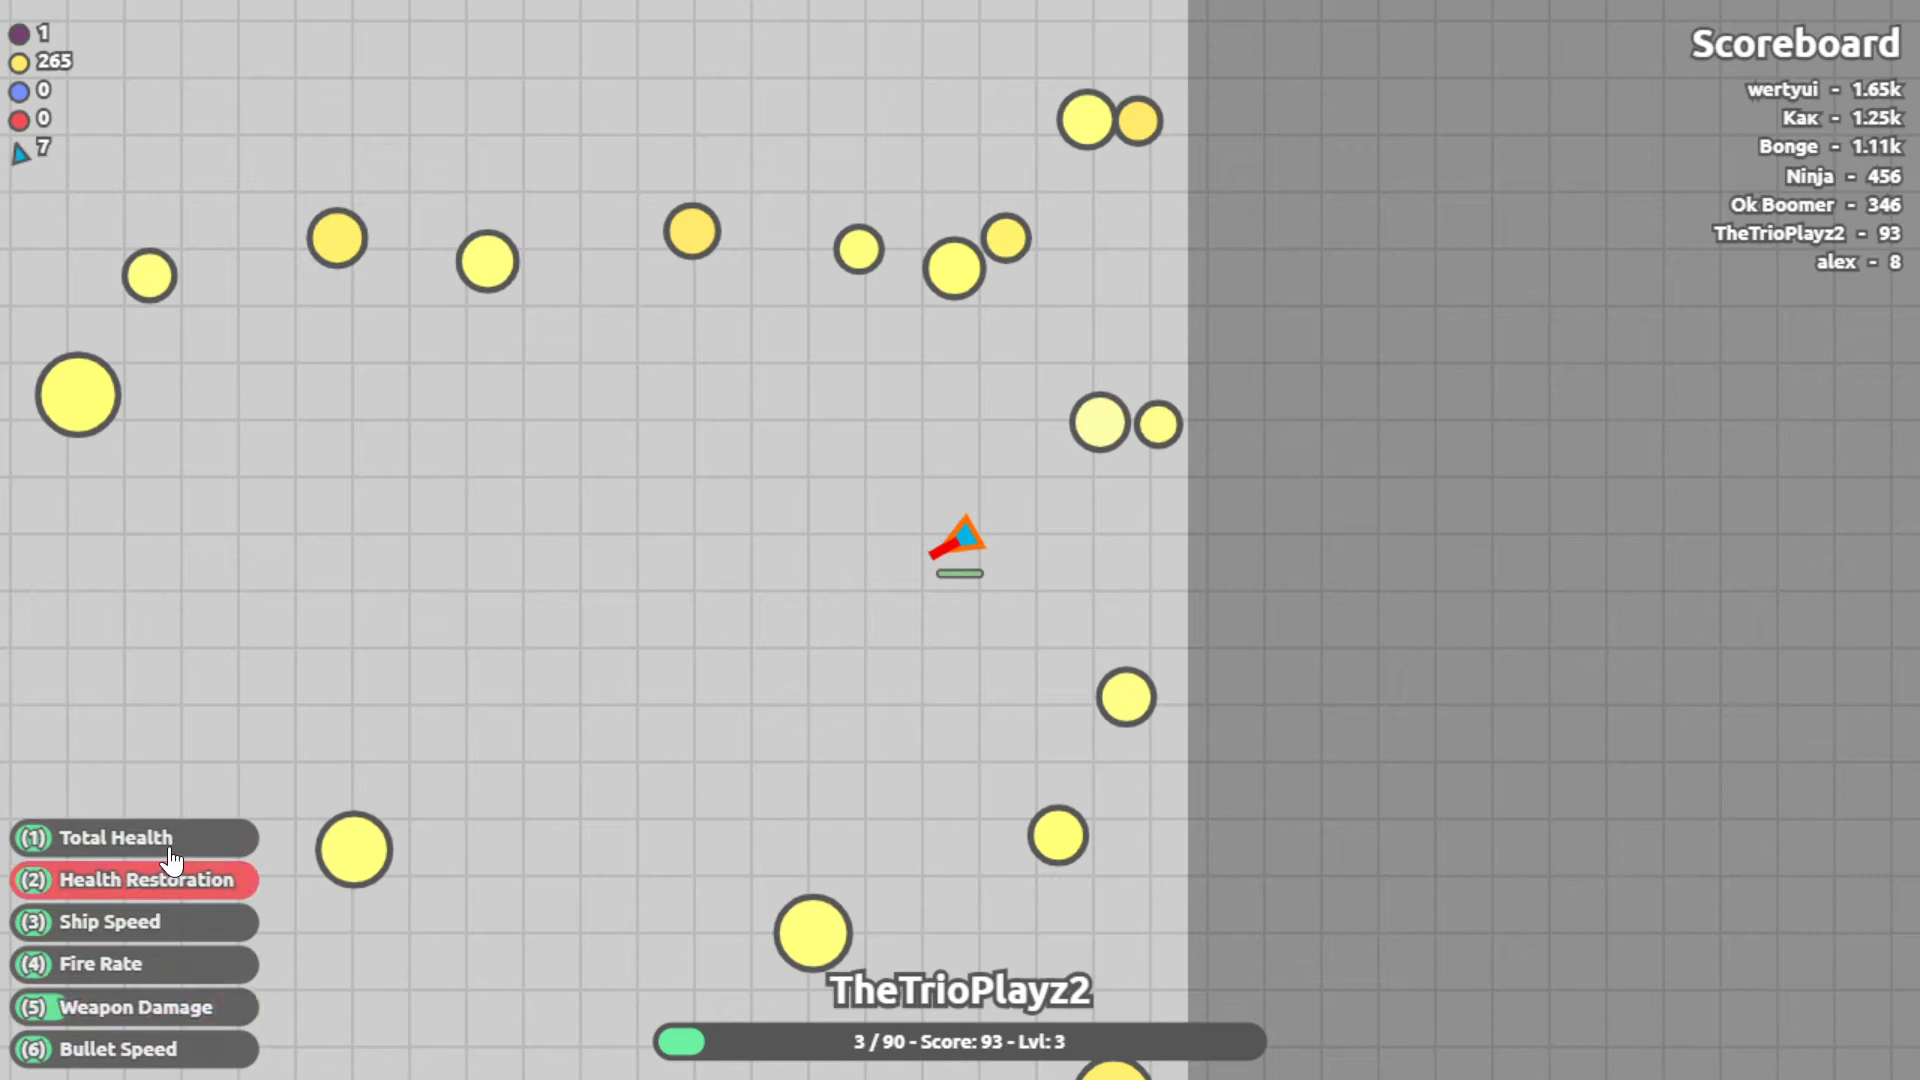 1
265
0
0
7
Scoreboard
wertyui - 1.65k
Как - 1.25k
Bonge - 1.11k
Ninja - 456
Ok Boomer - 346
TheTrioPlayz2 - 93
alex - 8
(1) Total Health
(2) Health Restoration
(3) Ship Speed
(4) Fire Rate
(5) Weapon Damage
(6) Bullet Speed
TheTrioPlayz2
3 / 90 - Score: 93 - Lvl: 3